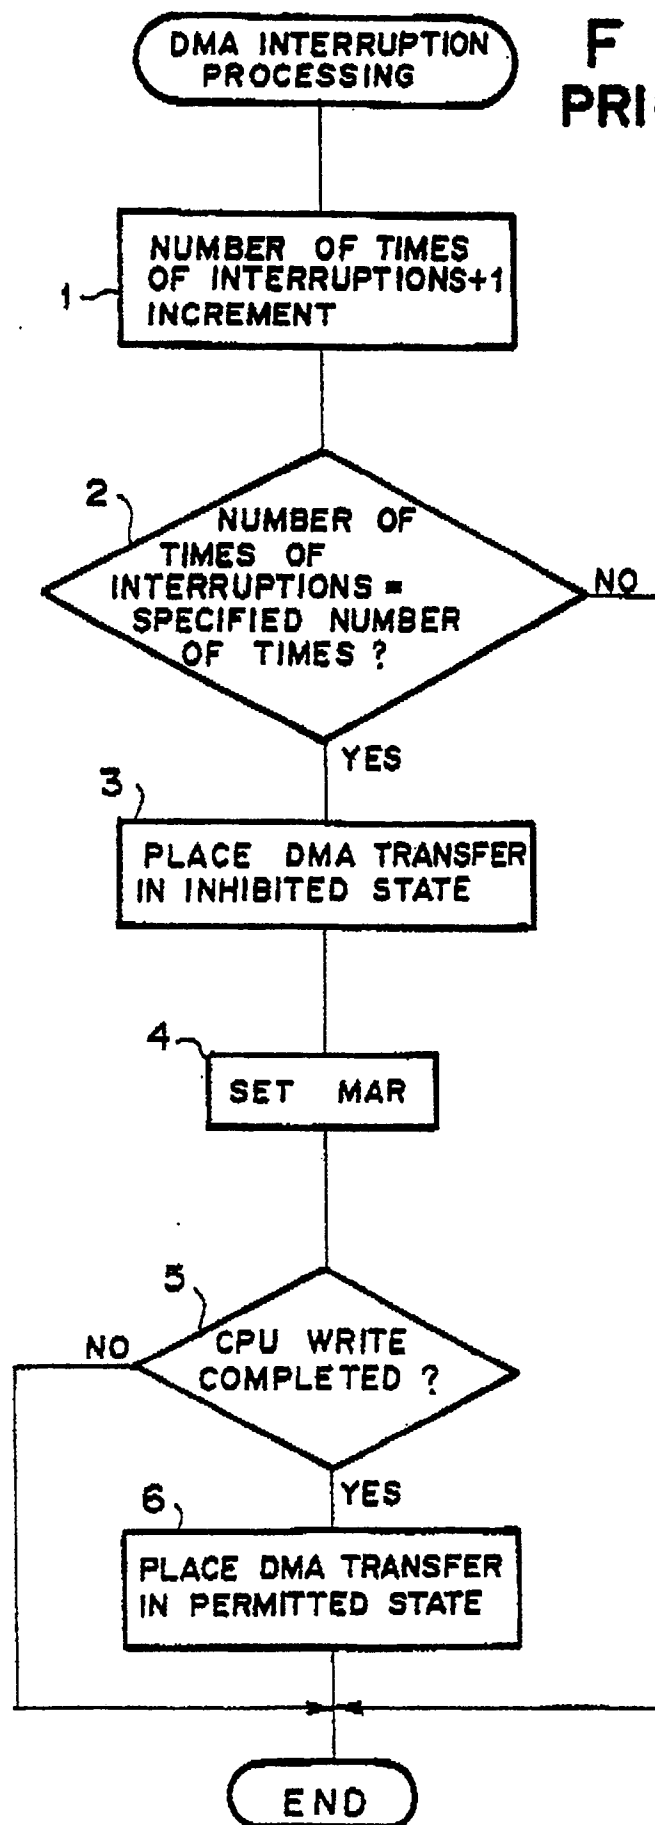 DMA INTERRUPTION
PROCESSING
F
PRI
NUMBER OF TIMES
OF INTERRUPTIONS+1
INCREMENT
1
2
NUMBER OF
TIMES OF
INTERRUPTIONS =
SPECIFIED NUMBER
OF TIMES ?
NO
YES
3
PLACE DMA TRANSFER
IN INHIBITED STATE
4
SET MAR
5
CPU WRITE
COMPLETED ?
NO
YES
6
PLACE DMA TRANSFER
IN PERMITTED STATE
END